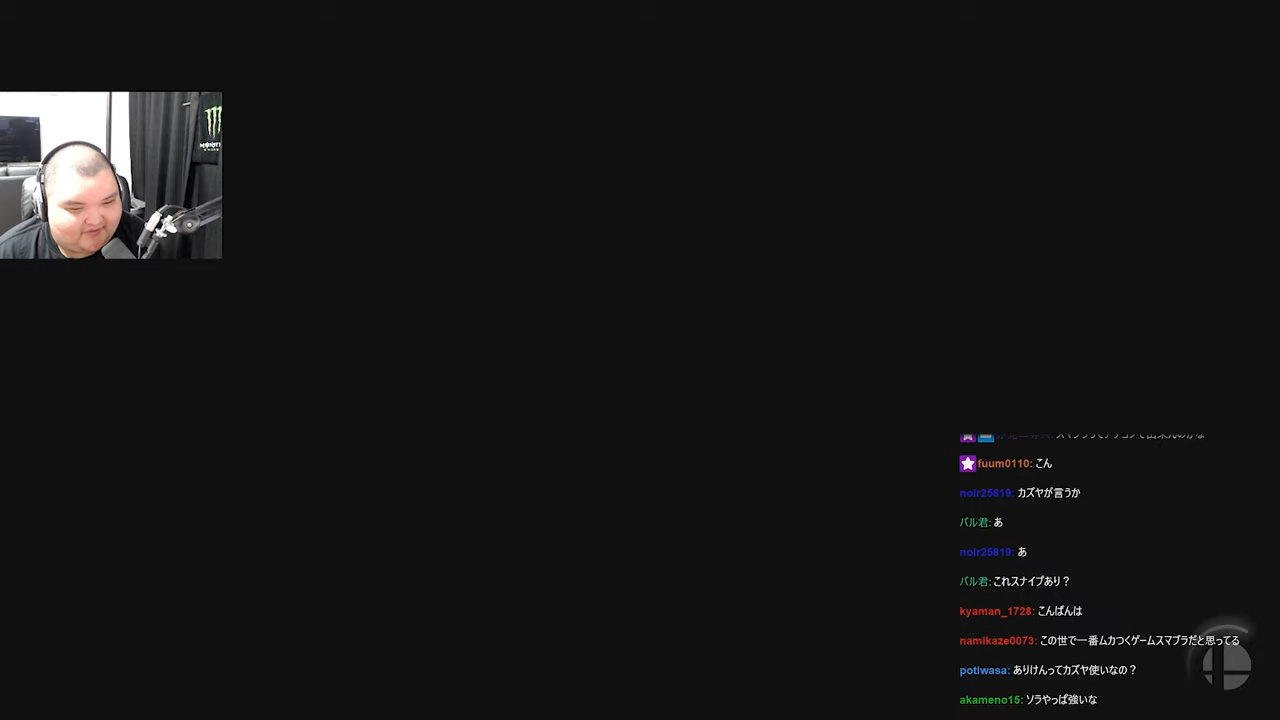 MONSTER
fuum0110: こん
noir25819: カズヤが言うか
バル君: あ
noir25819: あ
バル君: これスナイプあり？
kyaman_1728: こんばんは
namikaze0073: この世で一番ムカつくゲームスマブラだと思ってる
potiwasa: ありけんってカズヤ使いなの？
akameno15: ソラやっぱ強いな